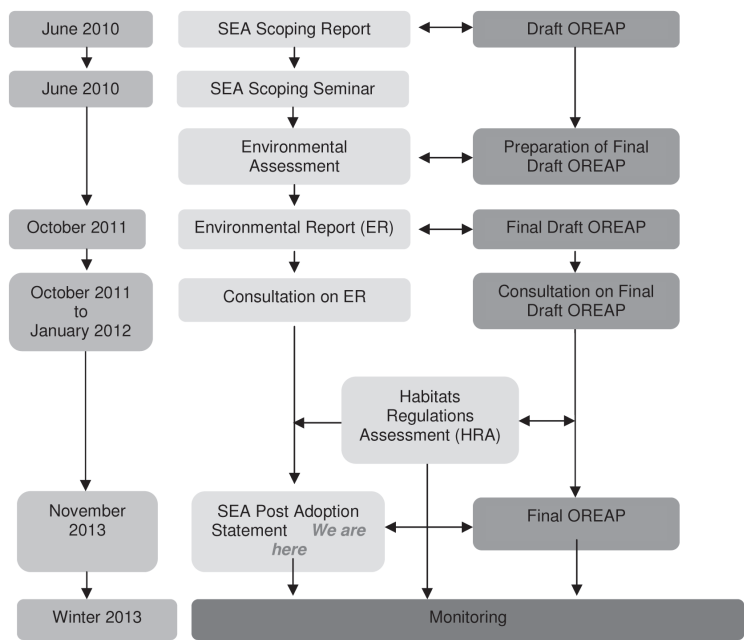 June 2010
SEA Scoping Report
Draft OREAP
June 2010
SEA Scoping Seminar
Environmental
Assessment
Preparation of Final
Draft OREAP
October 2011
Environmental Report (ER)
Final Draft OREAP
October 2011
to
January 2012
Consultation on ER
Consultation on Final
Draft OREAP
Habitats
Regulations
Assessment (HRA)
November
2013
SEA Post Adoption
Statement We are
here
Final OREAP
Winter 2013
Monitoring